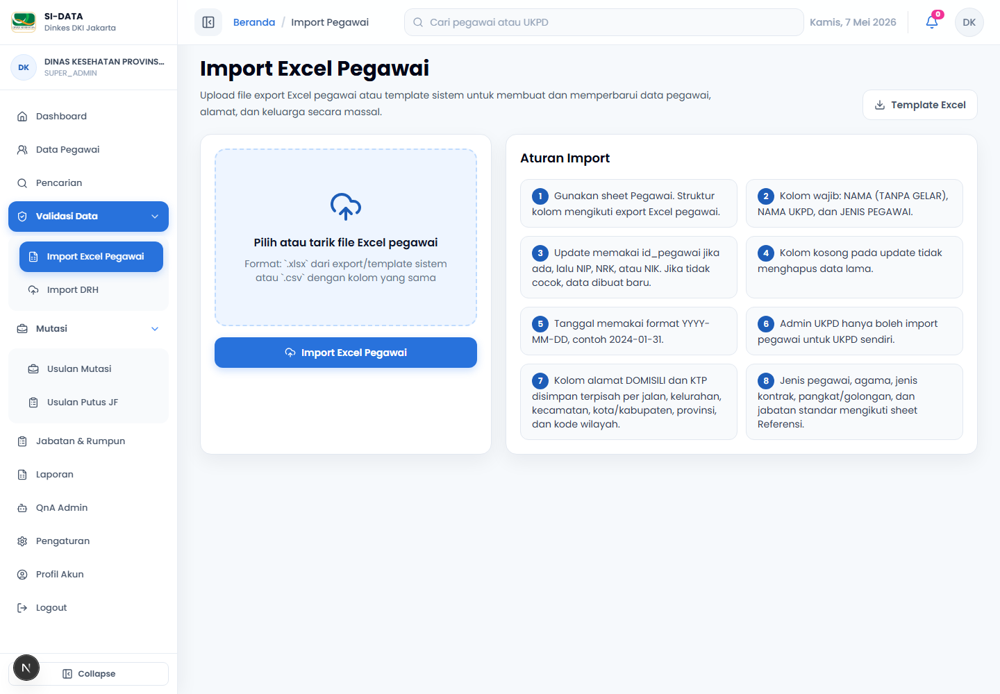 SI-DATA
Dinkes DKI Jakarta
DK
DINAS KESEHATAN PROVINS...
SUPER_ADMIN
Dashboard
Data Pegawai
Pencarian
Validasi Data
Import Excel Pegawai
Import DRH
Mutasi
Usulan Mutasi
Usulan Putus JF
Jabatan & Rumpun
Laporan
QnA Admin
Pengaturan
Profil Akun
Logout
N
Collapse
Beranda / Import Pegawai
Cari pegawai atau UKPD
Kamis, 7 Mei 2026
0
DK
Import Excel Pegawai
Upload file export Excel pegawai atau template sistem untuk membuat dan memperbarui data pegawai,
alamat, dan keluarga secara massal.
Template Excel
Pilih atau tarik file Excel pegawai
Format: `.xlsx` dari export/template sistem
atau `.csv` dengan kolom yang sama
Import Excel Pegawai
Aturan Import
1 Gunakan sheet Pegawai. Struktur
kolom mengikuti export Excel pegawai.
2 Kolom wajib: NAMA (TANPA GELAR),
NAMA UKPD, dan JENIS PEGAWAI.
3 Update memakai id_pegawai jika
ada, lalu NIP, NRK, atau NIK. Jika tidak
cocok, data dibuat baru.
4 Kolom kosong pada update tidak
menghapus data lama.
5 Tanggal memakai format YYYY-
MM-DD, contoh 2024-01-31.
6 Admin UKPD hanya boleh import
pegawai untuk UKPD sendiri.
7 Kolom alamat DOMISILI dan KTP
disimpan terpisah per jalan, kelurahan,
kecamatan, kota/kabupaten, provinsi,
dan kode wilayah.
8 Jenis pegawai, agama, jenis
kontrak, pangkat/golongan, dan
jabatan standar mengikuti sheet
Referensi.